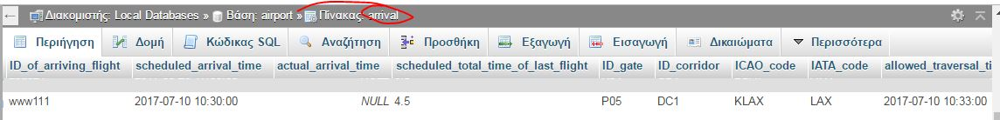 Διακομιστής: Local Databases » Βάση: airport » Πίνακας: arrival
Περιήγηση Δομή Κώδικας SQL Αναζήτηση Προσθήκη Εξαγωγή Εισαγωγή Δικαιώματα Περισσότερα
ID_of_arriving_flight scheduled_arrival_time actual_arrival_time scheduled_total_time_of_last_flight ID_gate ID_corridor ICAO_code IATA_code allowed_traversal_ti
www111 2017-07-10 10:30:00 NULL 4.5 P05 DC1 KLAX LAX 2017-07-10 10:33:00